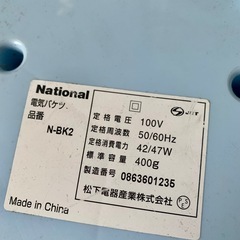 National
電気バケツ
品番
N-BK2
定格電圧 100V
定格周波数 50/60Hz
定格消費電力 42/47W
標準容量 400g
製造番号 0863601235
松下電器産業株式会社
Made in China
JET